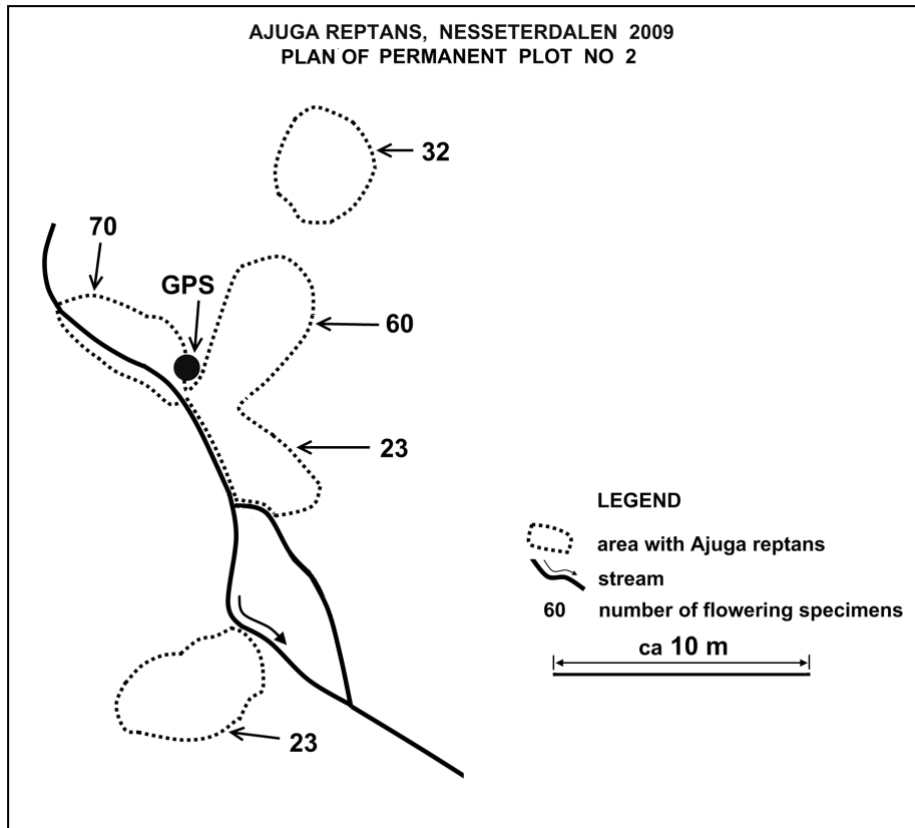 AJUGA REPTANS, NESSETERDALEN 2009
PLAN OF PERMANENT PLOT NO 2
32
70
GPS
60
23
LEGEND
area with Ajuga reptans
stream
60 number of flowering specimens
ca 10 m
23